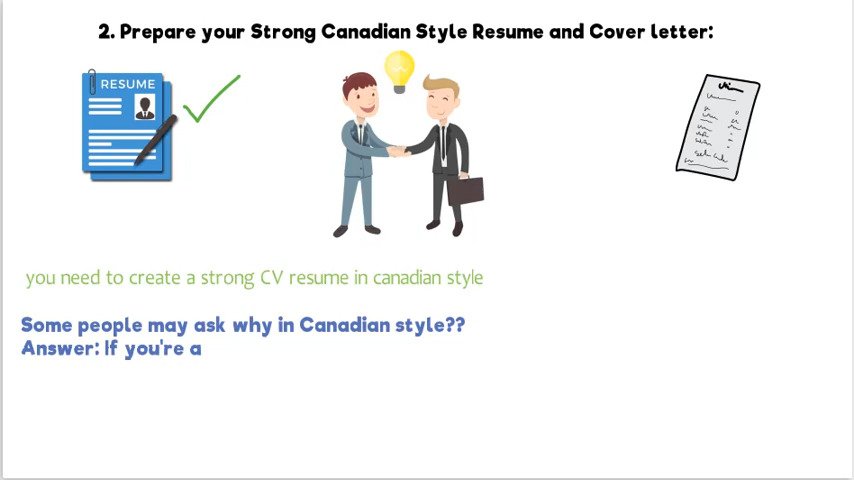 2. Prepare your Strong Canadian Style Resume and Cover letter:
RESUME
you need to create a strong CV resume in canadian style
Some people may ask why in Canadian style??
Answer: If you're a